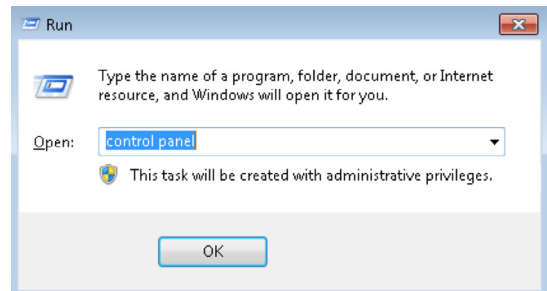 Run
Type the name of a program, folder, document, or Internet
resource, and Windows will open it for you.
Open: control panel
This task will be created with administrative privileges.
OK